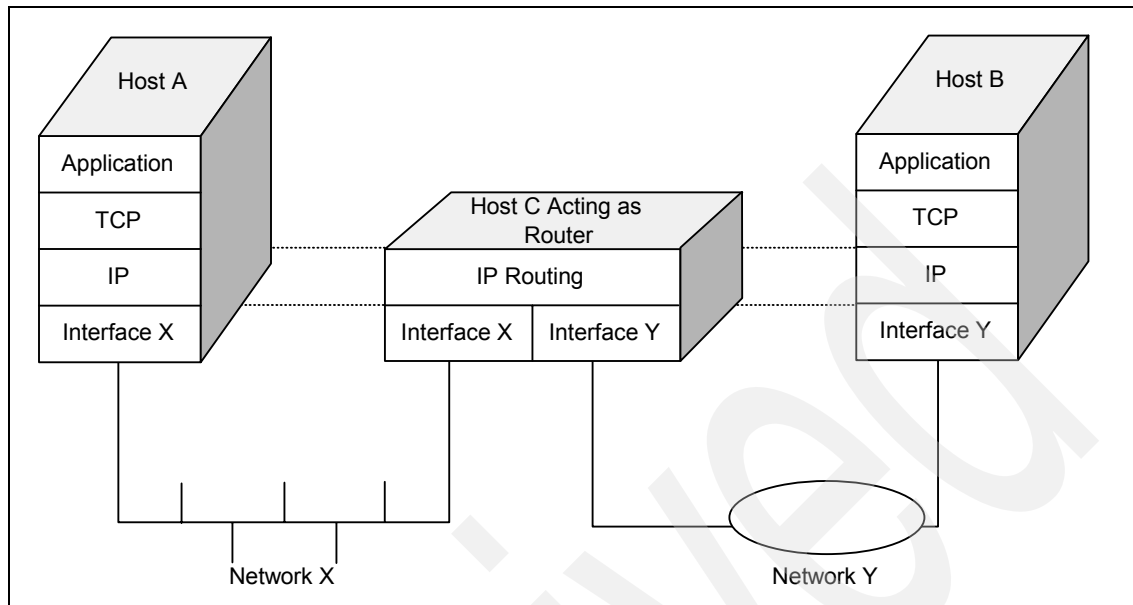 Host A
Application
TCP
IP
Interface X
Host C Acting as
Router
IP Routing
Interface X
Interface Y
Host B
Application
TCP
IP
Interface Y
Network X
Network Y